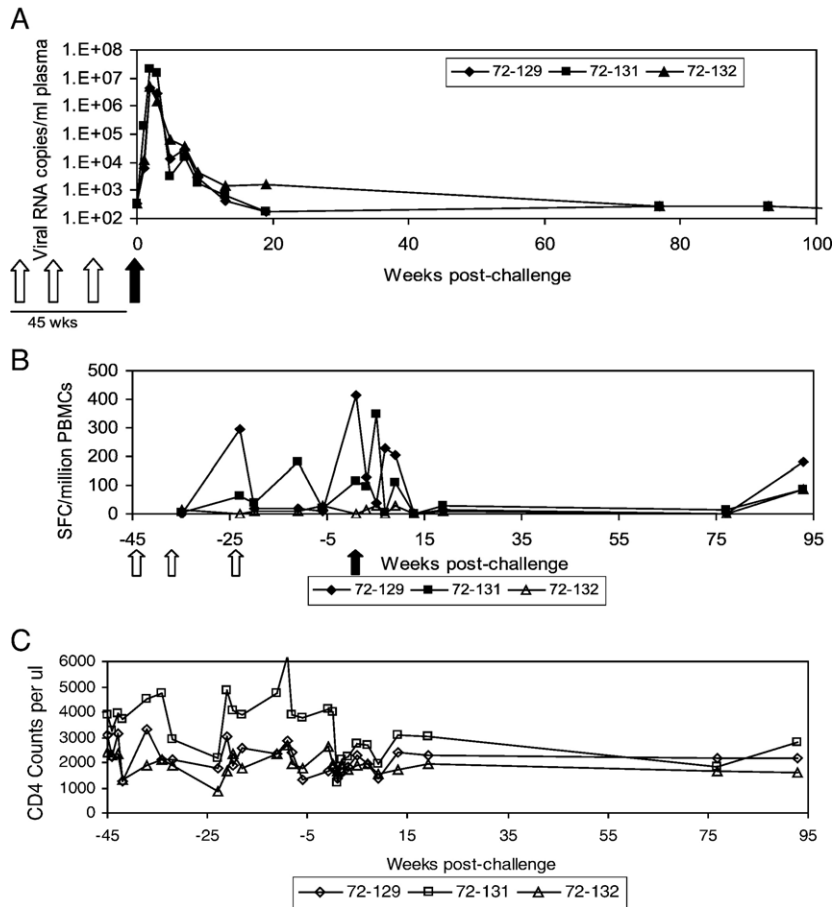 A
Viral RNA copies/ml plasma
1.E+08
1.E+07
1.E+06
1.E+05
1.E+04
1.E+03
1.E+02
72-129 72-131 72-132
0 20 40 60 80 100
Weeks post-challenge
45 wks
B
SFC/million PBMCs
500
400
300
200
100
0
-45 -25 -5 15 35 55 75 95
Weeks post-challenge
72-129 72-131 72-132
C
CD4 Counts per ul
6000
5000
4000
3000
2000
1000
0
-45 -25 -5 15 35 55 75 95
Weeks post-challenge
72-129 72-131 72-132